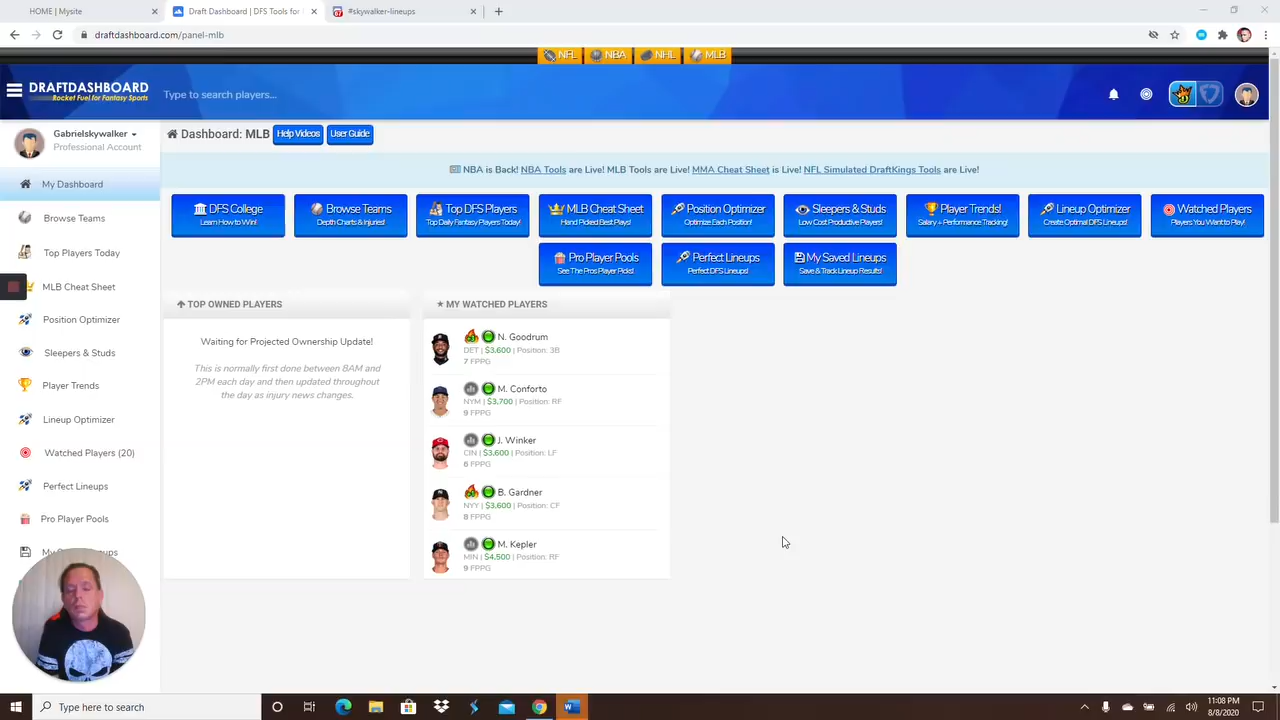 HOME | Mysite
Draft Dashboard | DFS Tools for
#skywalker-lineups
draftdashboard.com/panel-mlb
NFL
NBA
NHL
MLB
DRAFTDASHBOARD
Rocket Fuel for Fantasy Sports
Type to search players...
Gabrielskywalker
Professional Account
Dashboard: MLB
Help Videos
User Guide
NBA is Back! NBA Tools are Live! MLB Tools are Live! MMA Cheat Sheet is Live! NFL Simulated DraftKings Tools are Live!
My Dashboard
Browse Teams
Top Players Today
MLB Cheat Sheet
Position Optimizer
Sleepers & Studs
Player Trends
Lineup Optimizer
Watched Players (20)
Perfect Lineups
Pro Player Pools
DFS College
Learn How to Win!
Browse Teams
Depth Charts & Injuries!
Top DFS Players
Top Daily Fantasy Players Today!
MLB Cheat Sheet
Hand Picked Best Plays!
Position Optimizer
Optimize Each Position!
Sleepers & Studs
Low Cost Productive Players!
Player Trends!
Salary + Performance Tracking!
Lineup Optimizer
Create Optimal DFS Lineups!
Watched Players
Players You Want to Play!
Pro Player Pools
See The Pros Player Picks!
Perfect Lineups
Perfect DFS Lineups!
My Saved Lineups
Save & Track Lineup Results!
TOP OWNED PLAYERS
Waiting for Projected Ownership Update!
This is normally first done between 8AM and
2PM each day and then updated throughout
the day as injury news changes.
MY WATCHED PLAYERS
N. Goodrum
DET | $3,600 | Position: 3B
7 FPPG
M. Conforto
NYM | $3,700 | Position: RF
9 FPPG
J. Winker
CIN | $3,600 | Position: LF
6 FPPG
B. Gardner
NYY | $3,600 | Position: CF
8 FPPG
M. Kepler
MIN | $4,500 | Position: RF
9 FPPG
Type here to search
11:08 PM
8/8/2020